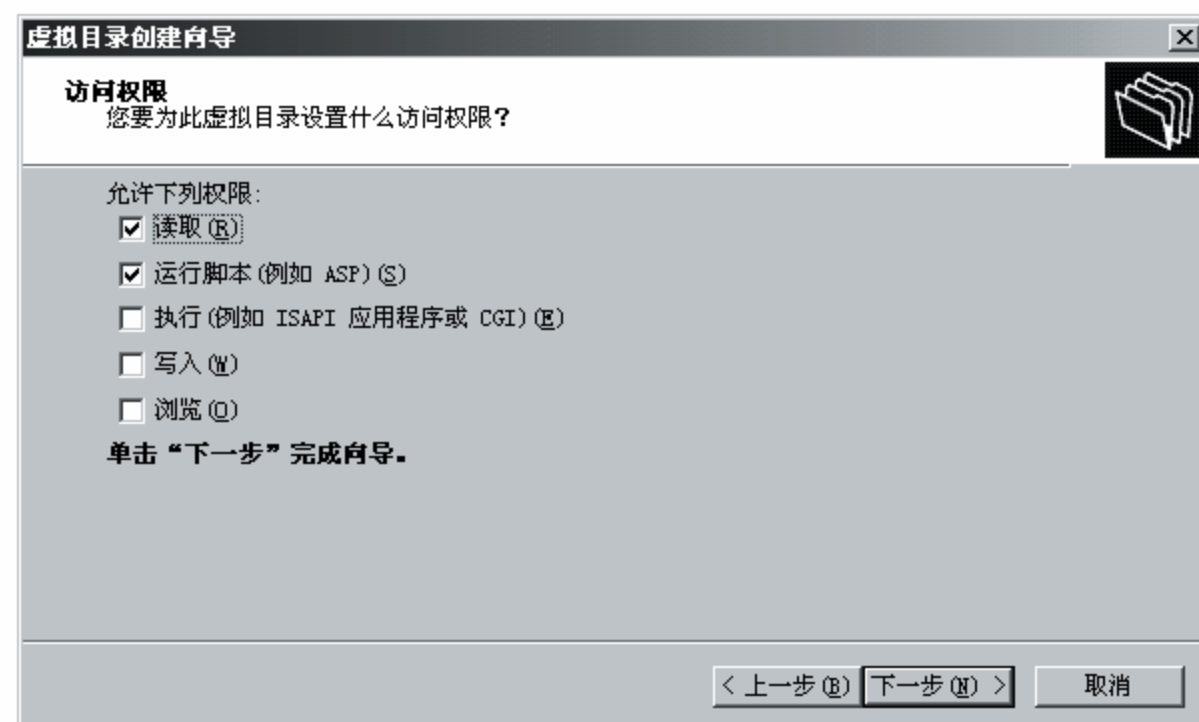 虚拟目录创建向导
访问权限
您要为此虚拟目录设置什么访问权限?
允许下列权限:
读取(R)
运行脚本(例如 ASP)(S)
执行(例如 ISAPI 应用程序或 CGI)(E)
写入(W)
浏览(O)
单击“下一步”完成向导。
< 上一步(B) 下一步(N) > 取消